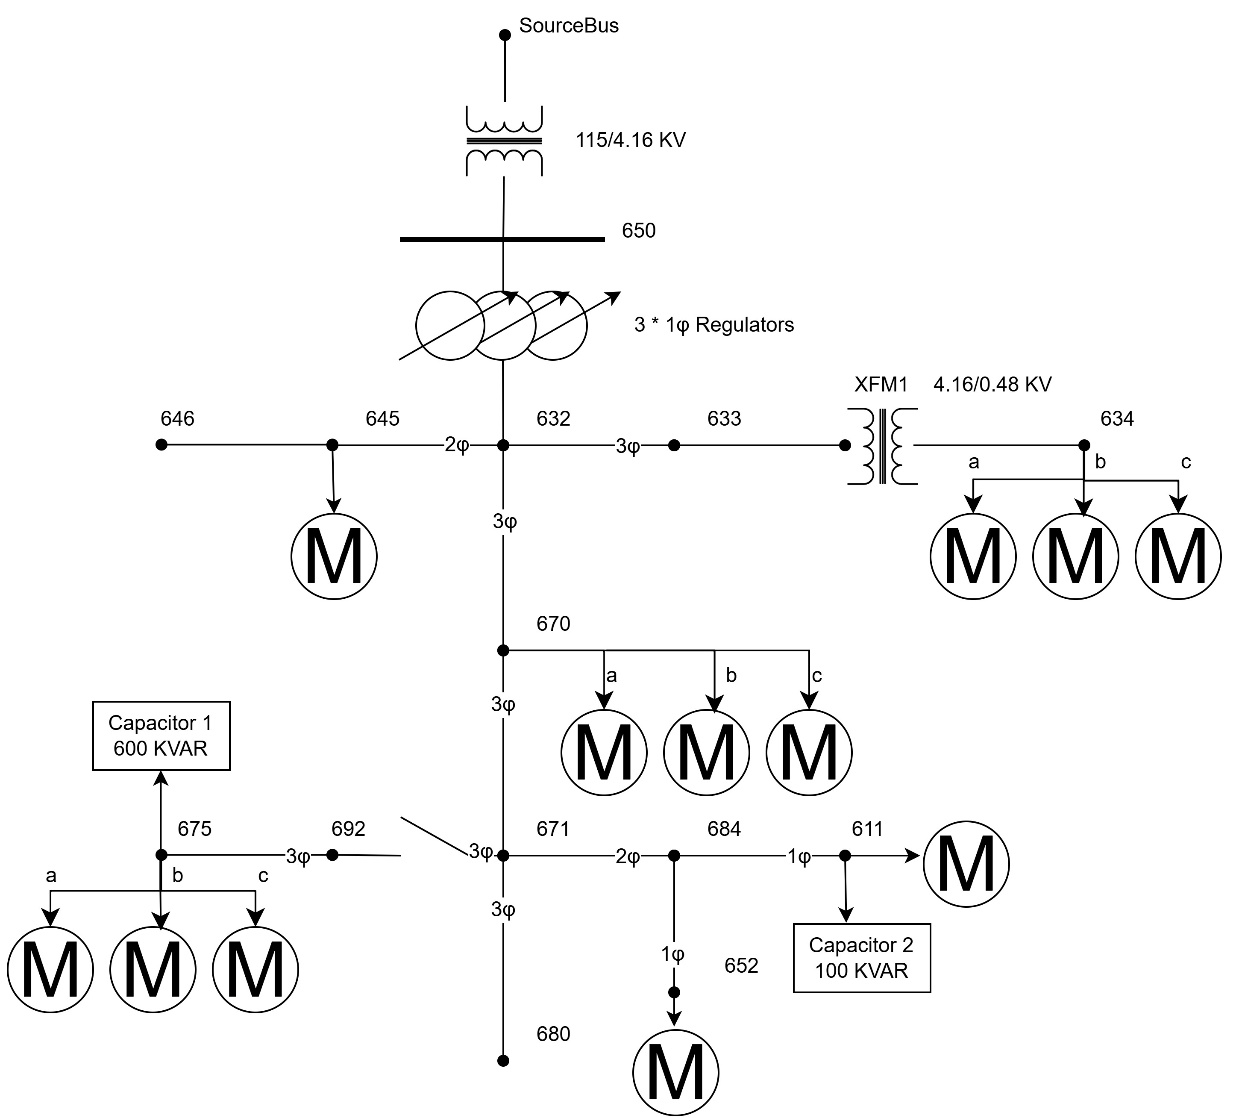 SourceBus
115/4.16 KV
650
3 * 1φ Regulators
XFM1 4.16/0.48 KV
646 645 632 633 634
2φ 3φ
a b c
3φ
M M M M
670
a b c
3φ
M M M
Capacitor 1
600 KVAR
675 692 671 684 611
3φ 3φ 2φ 1φ
M
a b c
3φ
Capacitor 2
100 KVAR
1φ 652
M M M
680
M